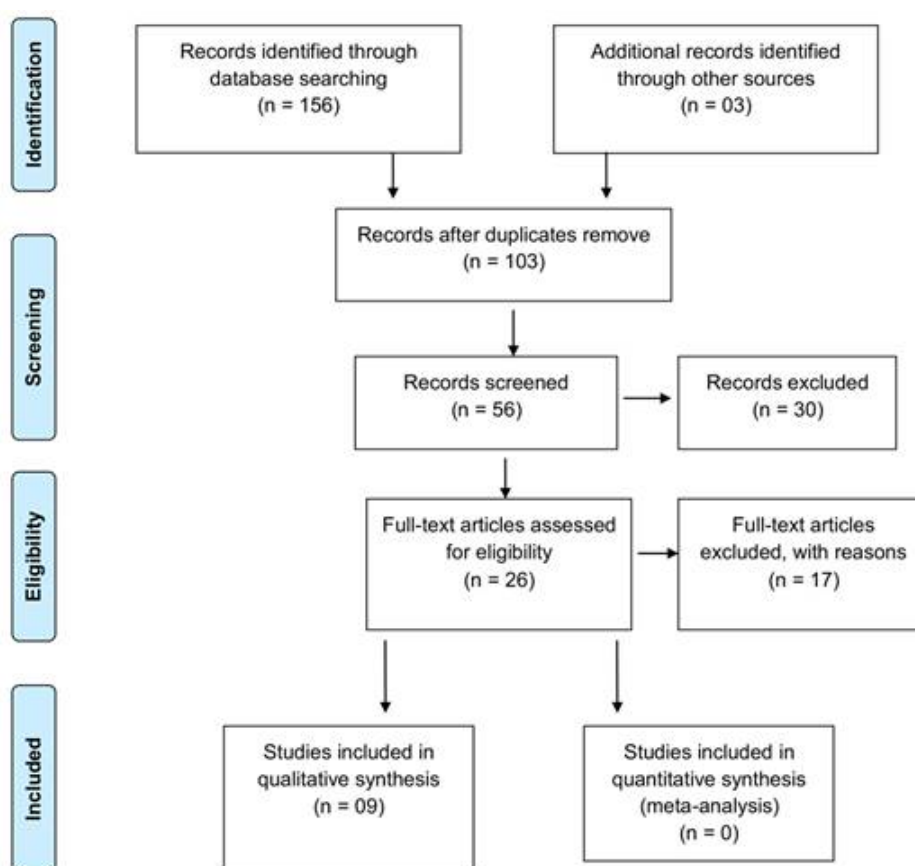 Identification
Records identified through
database searching
(n = 156)
Additional records identified
through other sources
(n = 03)
Screening
Records after duplicates remove
(n = 103)
Records screened
(n = 56)
Records excluded
(n = 30)
Eligibility
Full-text articles assessed
for eligibility
(n = 26)
Full-text articles
excluded, with reasons
(n = 17)
Included
Studies included in
qualitative synthesis
(n = 09)
Studies included in
quantitative synthesis
(meta-analysis)
(n = 0)